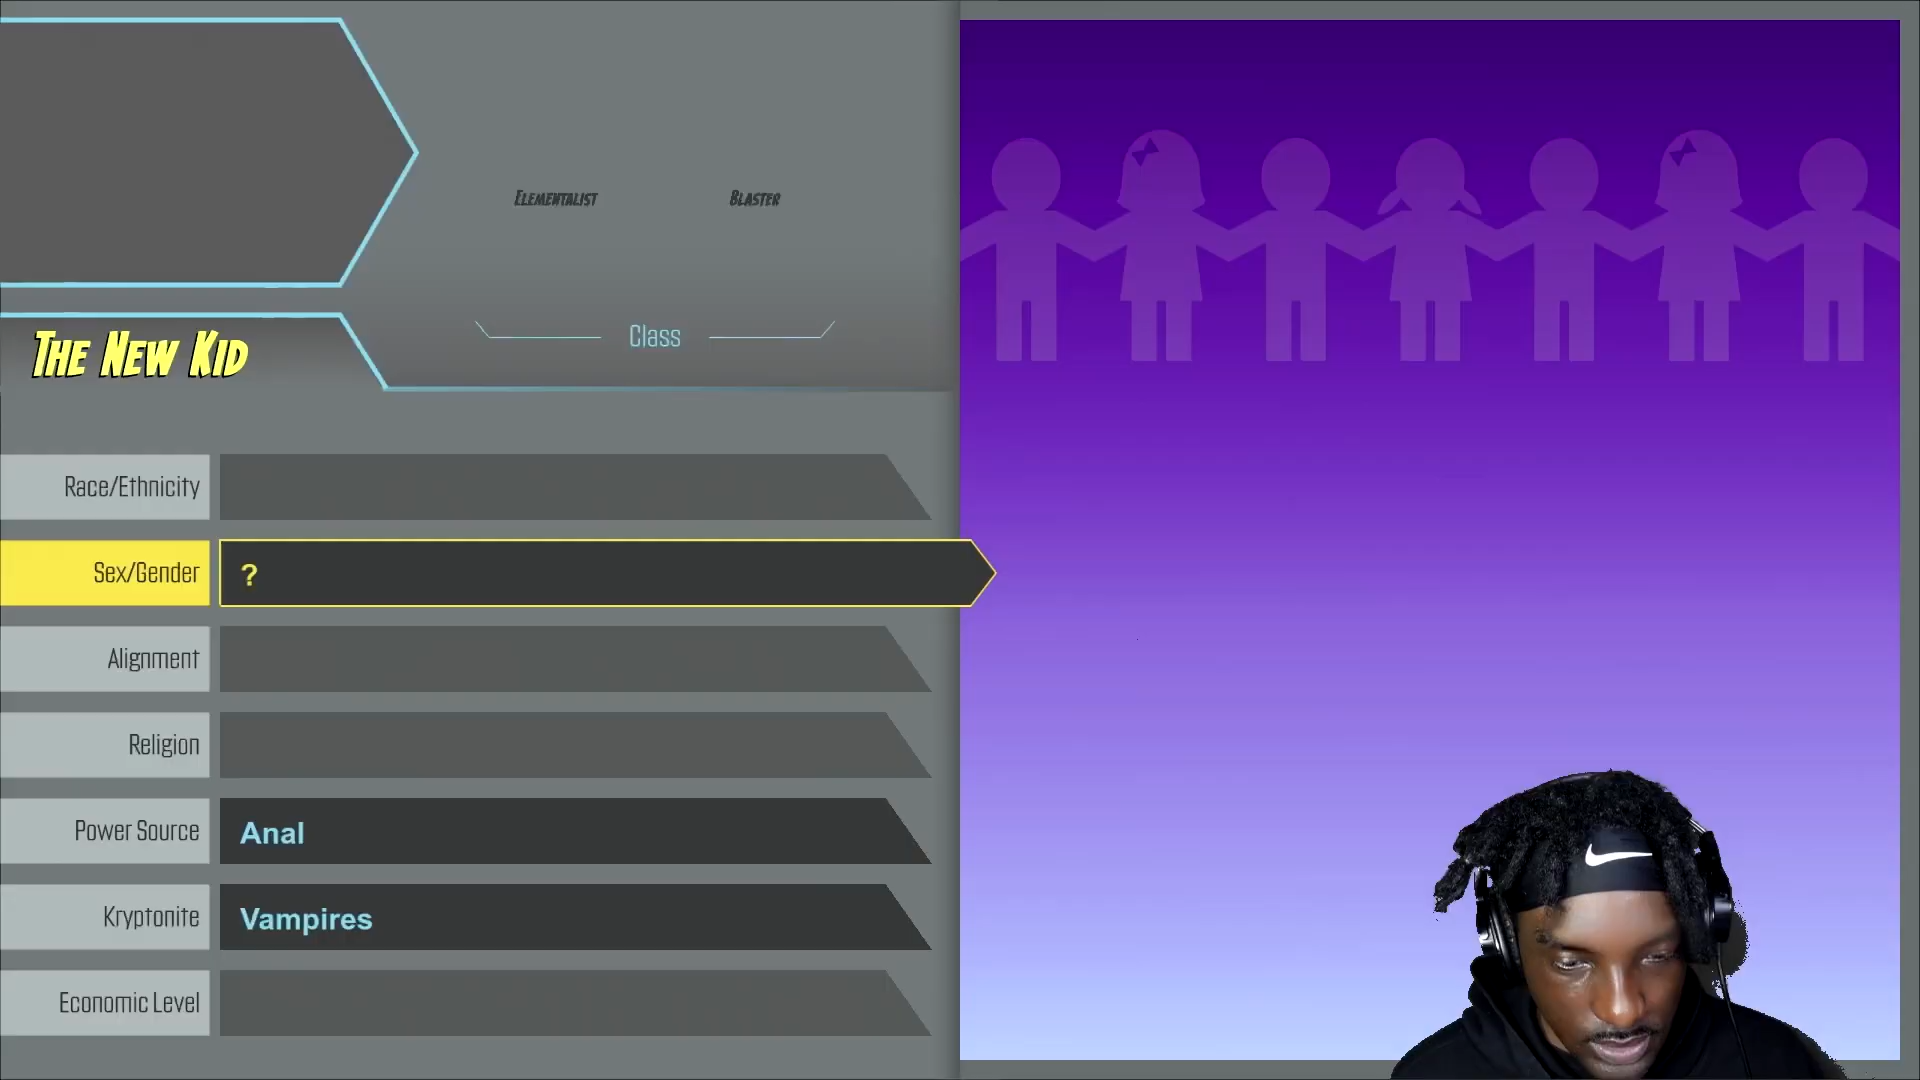 Elementalist
Blaster
Class
The New Kid
Race/Ethnicity
Sex/Gender
?
Alignment
Religion
Power Source
Anal
Kryptonite
Vampires
Economic Level